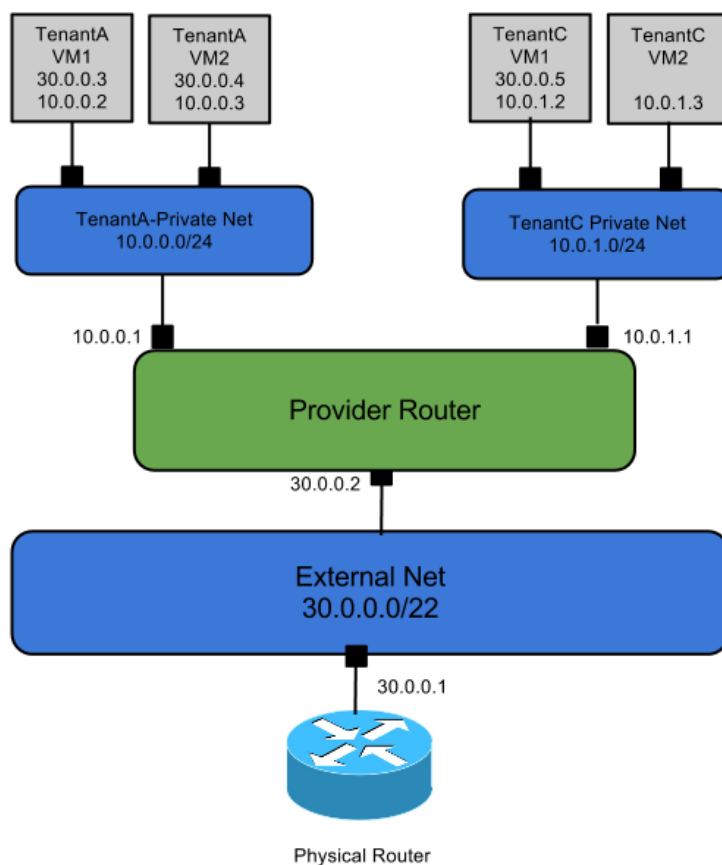 TenantA
VM1
30.0.0.3
10.0.0.2
TenantA
VM2
30.0.0.4
10.0.0.3
TenantC
VM1
30.0.0.5
10.0.1.2
TenantC
VM2
10.0.1.3
TenantA-Private Net
10.0.0.0/24
TenantC Private Net
10.0.1.0/24
10.0.0.1
10.0.1.1
Provider Router
30.0.0.2
External Net
30.0.0.0/22
30.0.0.1
Physical Router